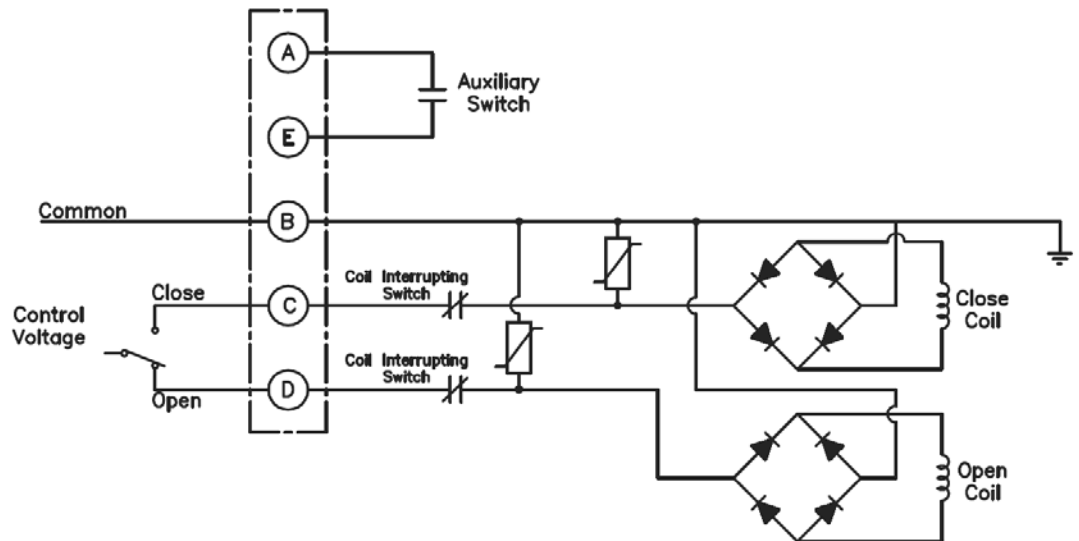 A
Auxiliary
Switch
E
Common
B
Coil Interrupting
Switch
Close
C
Control
Voltage
Close
Coil
Coil Interrupting
Switch
Open
D
Open
Coil